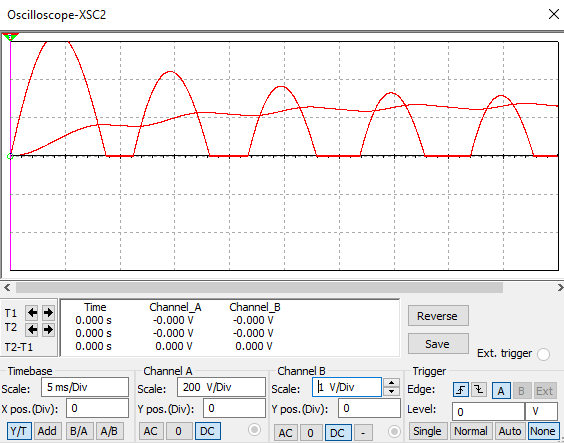 Oscilloscope-XSC2
Time Channel_A Channel_B
T1 0.000 s -0.000 V -0.000 V
T2 0.000 s -0.000 V -0.000 V
T2-T1 0.000 s 0.000 V 0.000 V
Reverse
Save
Ext. trigger
Timebase Channel A Channel B Trigger
Scale: 5 ms/Div Scale: 200 V/Div Scale: 1 V/Div Edge: A B Ext
X pos.(Div): 0 Y pos.(Div): 0 Y pos.(Div): 0 Level: 0 V
Y/T Add B/A A/B AC 0 DC AC 0 DC - Single Normal Auto None